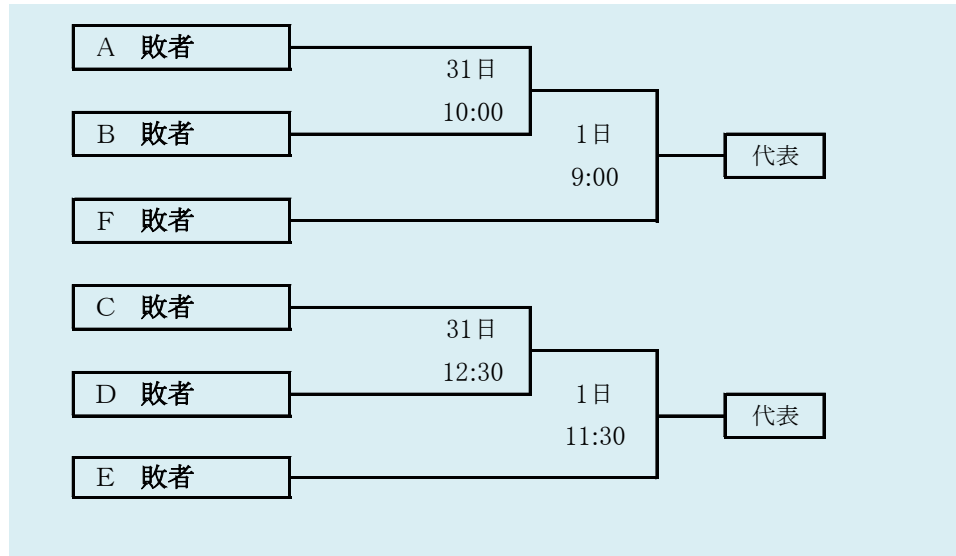 A　敗者
31日
10:00
B　敗者
1日
9:00
代表
F　敗者
C　敗者
31日
12:30
D　敗者
1日
11:30
代表
E　敗者